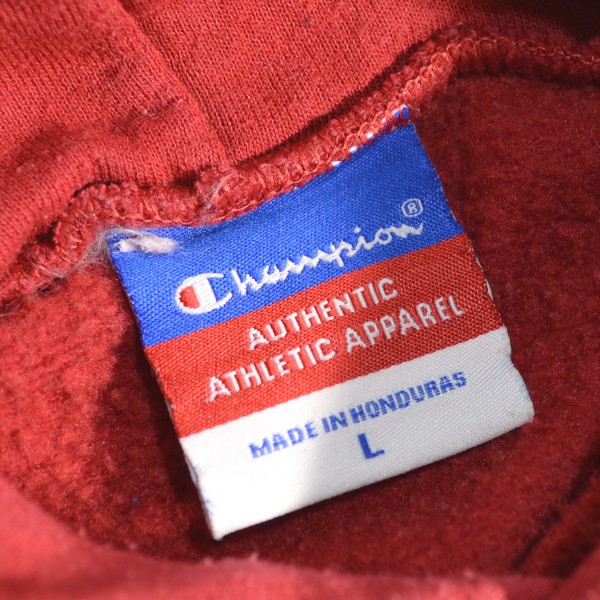 Champion®
AUTHENTIC
ATHLETIC APPAREL
MADE IN HONDURAS
L